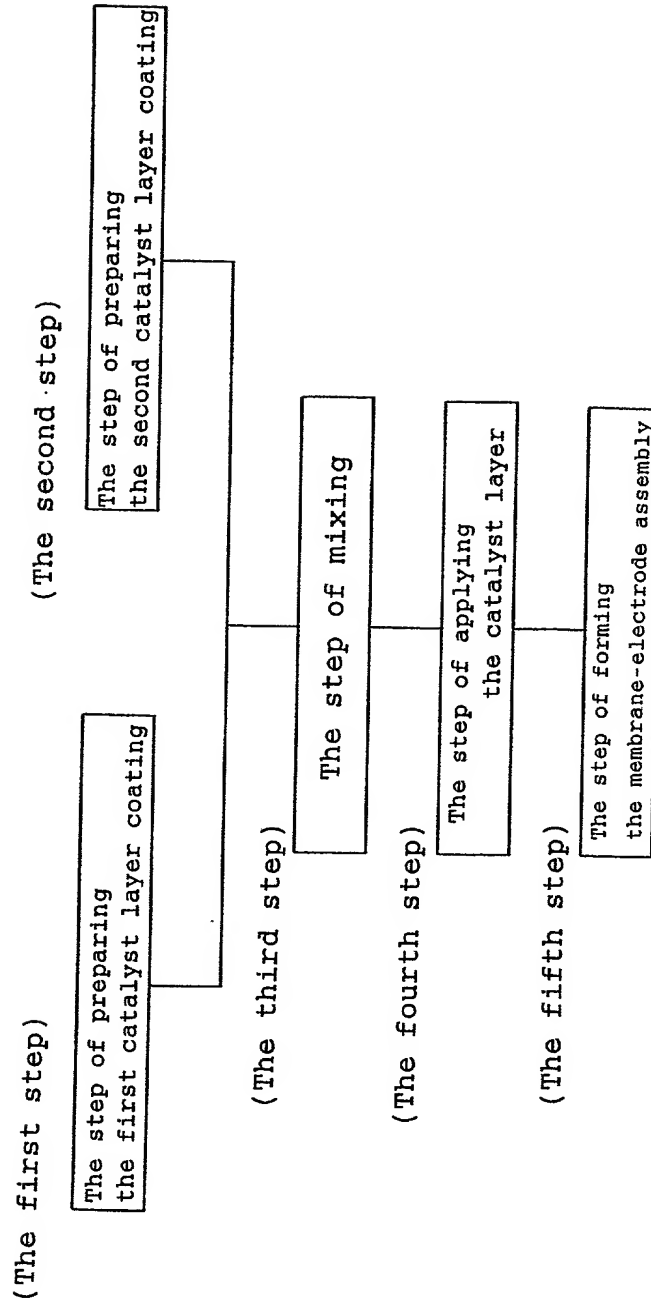 (The first step)
The step of preparing
the first catalyst layer coating
(The second step)
The step of preparing
the second catalyst layer coating
(The third step)
The step of mixing
(The fourth step)
The step of applying
the catalyst layer
(The fifth step)
The step of forming
the membrane-electrode assembly